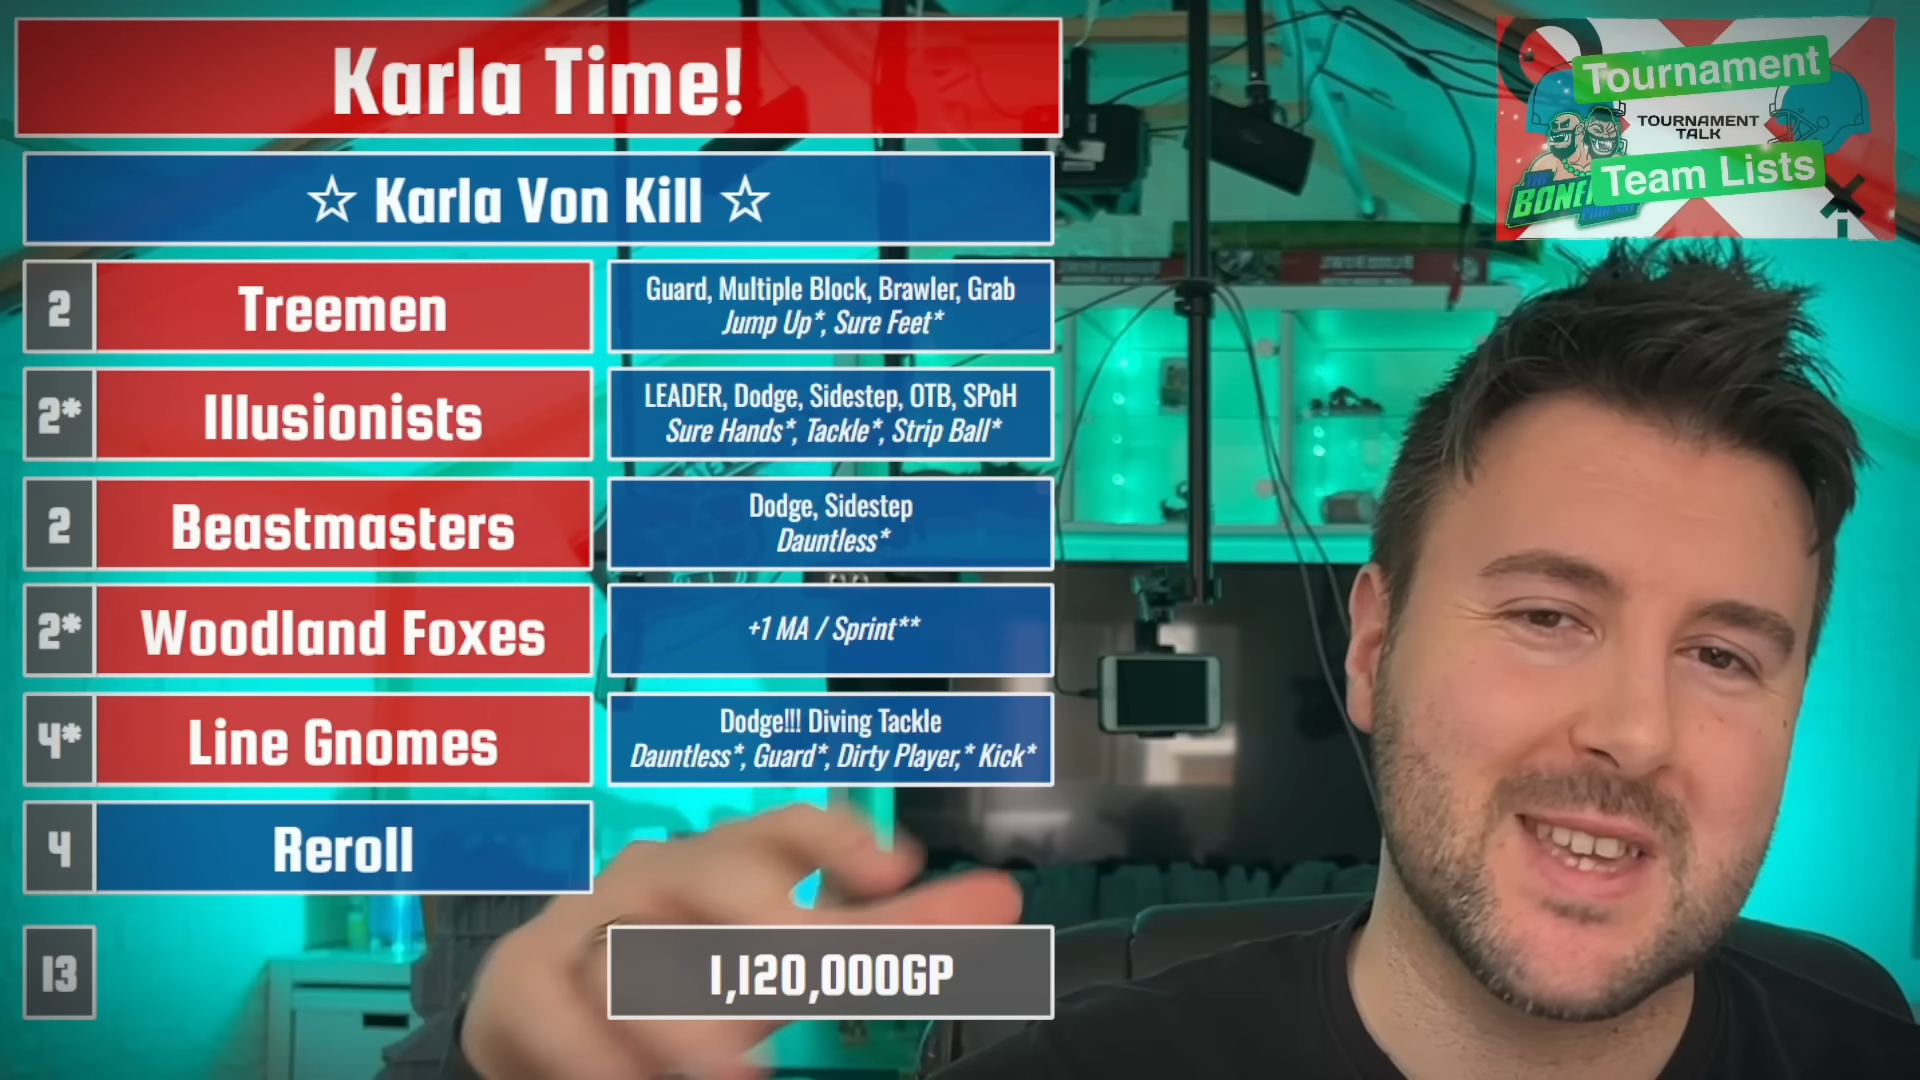 Karla Time!
☆ Karla Von Kill ☆
2
Treemen
Guard, Multiple Block, Brawler, Grab
Jump Up*, Sure Feet*
2*
Illusionists
LEADER, Dodge, Sidestep, OTB, SPoH
Sure Hands*, Tackle*, Strip Ball*
2
Beastmasters
Dodge, Sidestep
Dauntless*
2*
Woodland Foxes
+1 MA / Sprint**
4*
Line Gnomes
Dodge!!! Diving Tackle
Dauntless*, Guard*, Dirty Player,* Kick*
4
Reroll
13
1,120,000GP
Tournament
TOURNAMENT
TALK
Team Lists